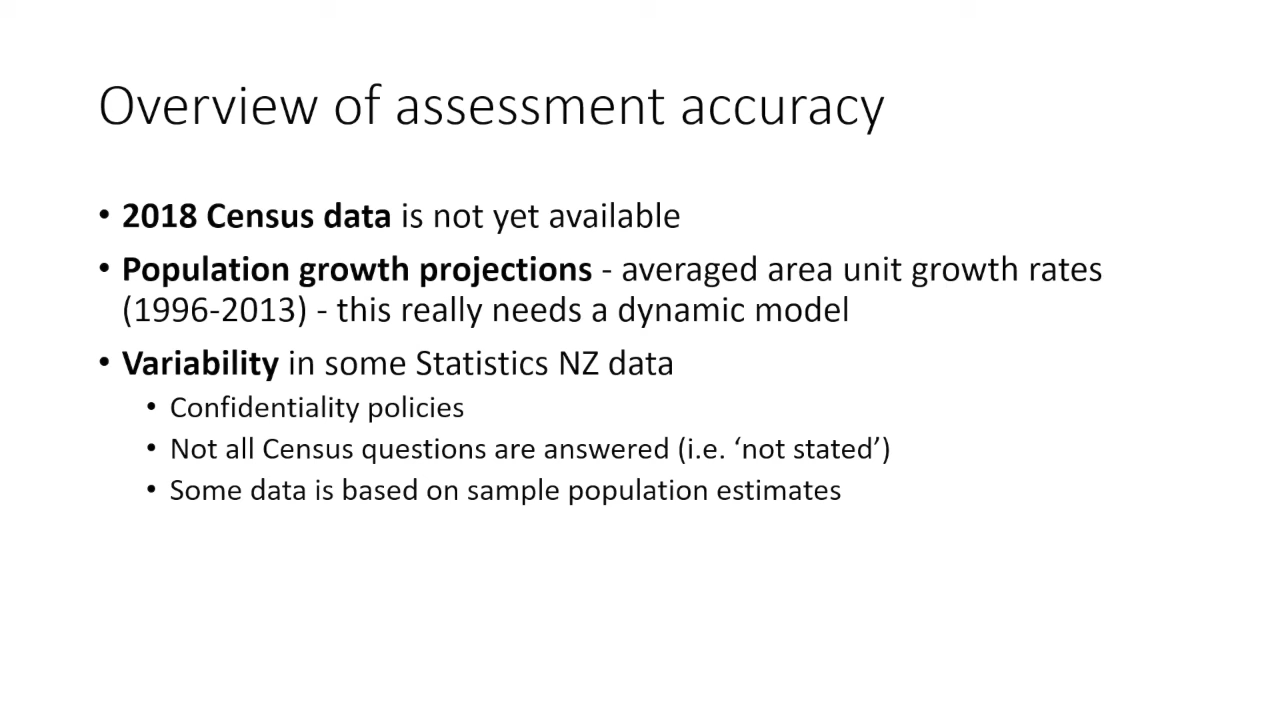 Overview of assessment accuracy
• 2018 Census data is not yet available
• Population growth projections - averaged area unit growth rates
(1996-2013) - this really needs a dynamic model
• Variability in some Statistics NZ data
• Confidentiality policies
• Not all Census questions are answered (i.e. ‘not stated’)
• Some data is based on sample population estimates